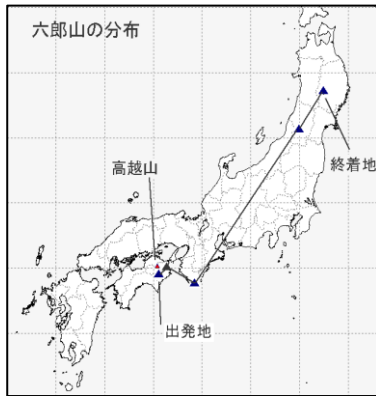 六郎山の分布
高越山
終着地
出発地